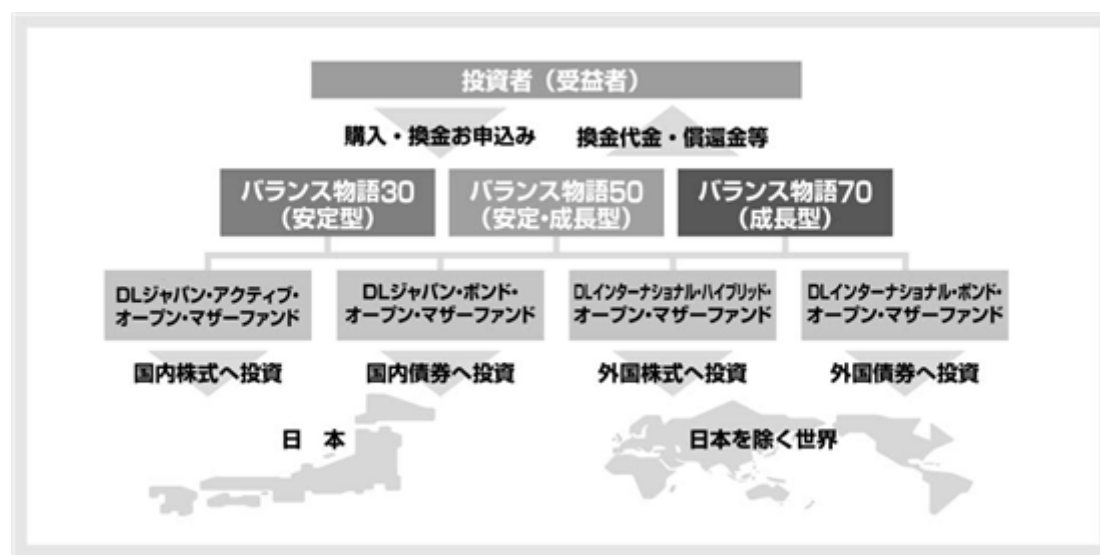 投資者（受益者）
購入・換金お申込み
換金代金・償還金等
バランス物語30
（安定型）
バランス物語50
（安定・成長型）
バランス物語70
（成長型）
DLジャパン・アクティブ・
オープン・マザーファンド
DLジャパン・ボンド・
オープン・マザーファンド
DLインターナショナル・ハイブリッド・
オープン・マザーファンド
DLインターナショナル・ボンド・
オープン・マザーファンド
国内株式へ投資
国内債券へ投資
外国株式へ投資
外国債券へ投資
日　本
日本を除く世界